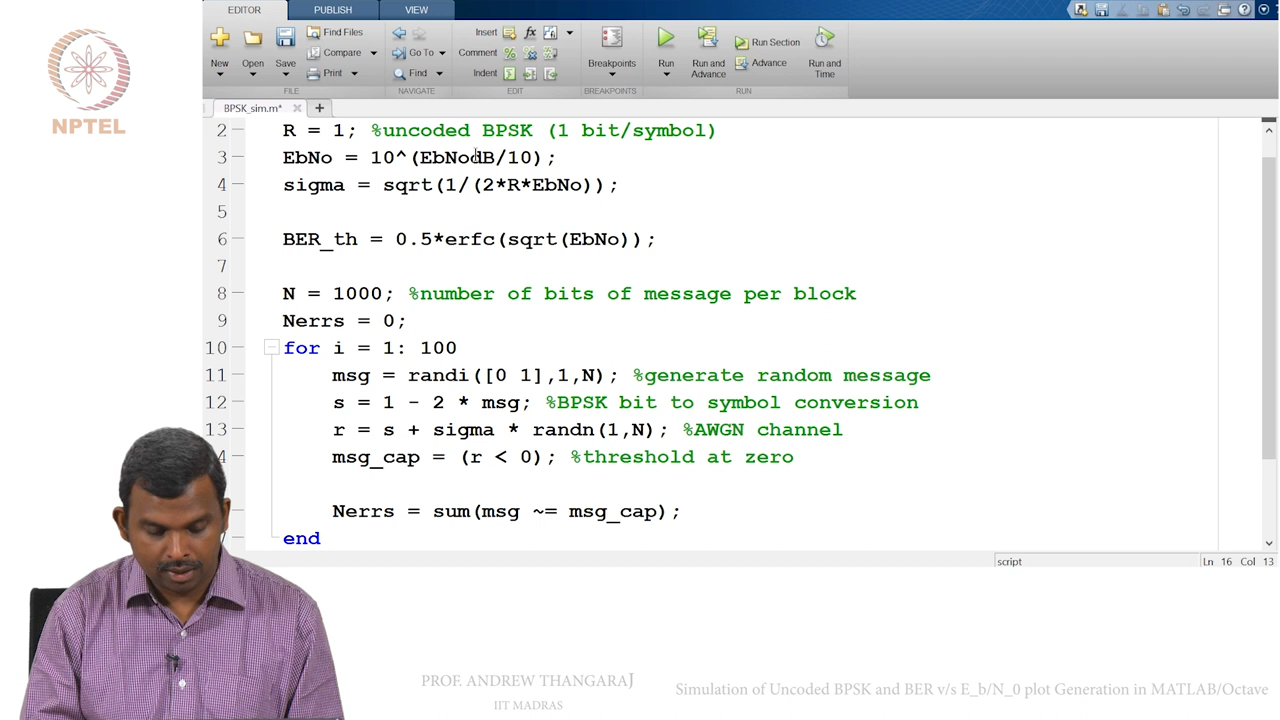 EDITOR PUBLISH VIEW
New Open Save Find Files Compare Print Go To Find Insert fx Comment Indent Breakpoints Run Run and Advance Run Section Advance Run and Time
FILE NAVIGATE EDIT BREAKPOINTS RUN
BPSK_sim.m*
NPTEL
2 R = 1; %uncoded BPSK (1 bit/symbol)
3 EbNo = 10^(EbNodB/10);
4 sigma = sqrt(1/(2*R*EbNo));
5
6 BER_th = 0.5*erfc(sqrt(EbNo));
7
8 N = 1000; %number of bits of message per block
9 Nerrs = 0;
10 for i = 1: 100
11 msg = randi([0 1],1,N); %generate random message
12 s = 1 - 2 * msg; %BPSK bit to symbol conversion
13 r = s + sigma * randn(1,N); %AWGN channel
4 msg_cap = (r < 0); %threshold at zero
Nerrs = sum(msg ~= msg_cap);
end
script Ln 16 Col 13
PROF. ANDREW THANGARAJ
IIT MADRAS
Simulation of Uncoded BPSK and BER v/s E_b/N_0 plot Generation in MATLAB/Octave